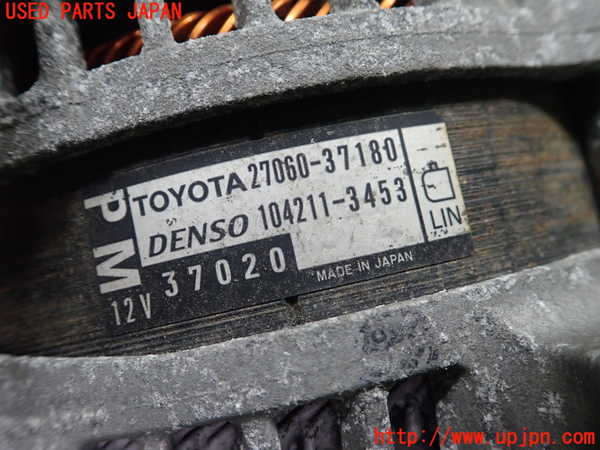 USED PARTS JAPAN
PM
TOYOTA 27060-37180
DENSO 104211-3453
LIN
12V 37020
MADE IN JAPAN
http://www.upjpn.com